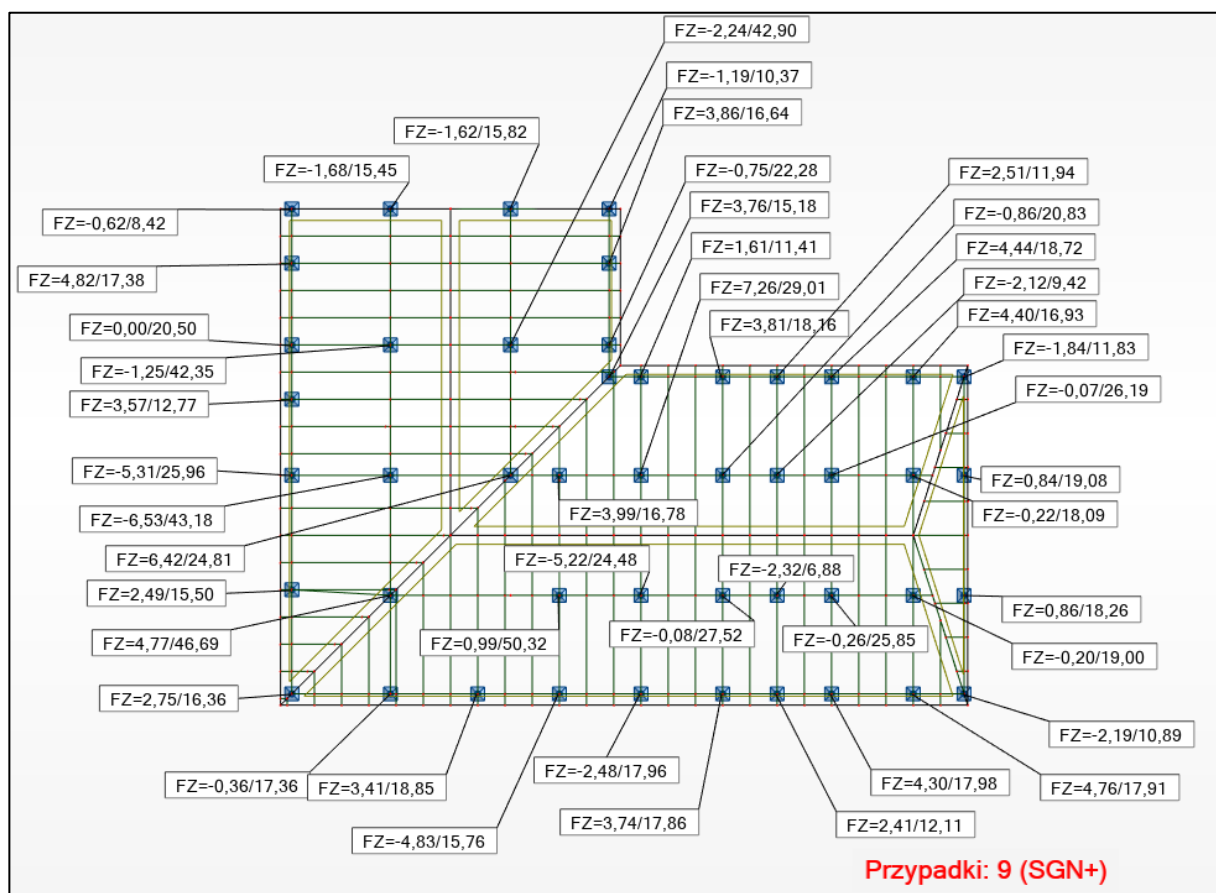 FZ=-2,24/42,90
FZ=-1,19/10,37
FZ=3,86/16,64
FZ=-1,62/15,82
FZ=-1,68/15,45
FZ=-0,75/22,28
FZ=2,51/11,94
FZ=-0,62/8,42
FZ=3,76/15,18
FZ=-0,86/20,83
FZ=1,61/11,41
FZ=4,44/18,72
FZ=4,82/17,38
FZ=7,26/29,01
FZ=-2,12/9,42
FZ=0,00/20,50
FZ=3,81/18,16
FZ=4,40/16,93
FZ=-1,25/42,35
FZ=-1,84/11,83
FZ=3,57/12,77
FZ=-0,07/26,19
FZ=-5,31/25,96
FZ=0,84/19,08
FZ=-6,53/43,18
FZ=3,99/16,78
FZ=-0,22/18,09
FZ=6,42/24,81
FZ=-5,22/24,48
FZ=-2,32/6,88
FZ=2,49/15,50
FZ=0,86/18,26
FZ=4,77/46,69
FZ=0,99/50,32
FZ=-0,08/27,52
FZ=-0,26/25,85
FZ=-0,20/19,00
FZ=2,75/16,36
FZ=-2,19/10,89
FZ=-0,36/17,36
FZ=3,41/18,85
FZ=-2,48/17,96
FZ=4,30/17,98
FZ=4,76/17,91
FZ=-4,83/15,76
FZ=3,74/17,86
FZ=2,41/12,11
Przypadki: 9 (SGN+)